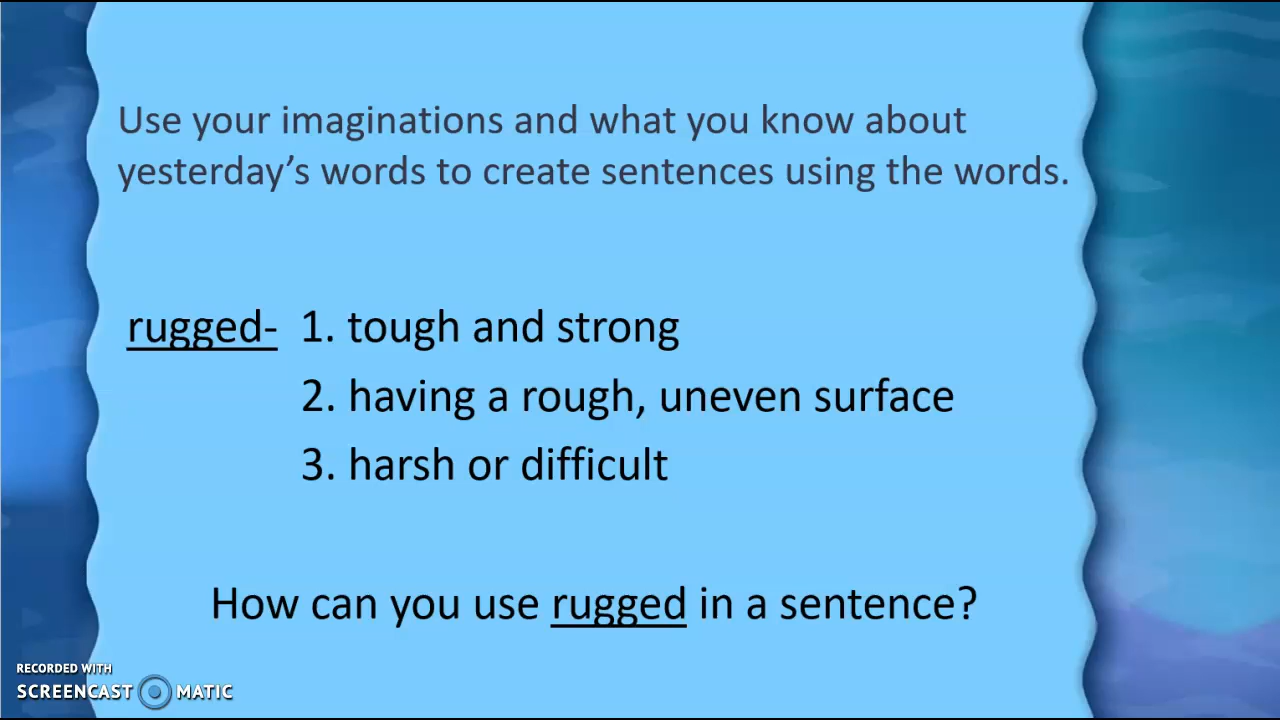 Use your imaginations and what you know about
yesterday’s words to create sentences using the words.
rugged- 1. tough and strong
2. having a rough, uneven surface
3. harsh or difficult
How can you use rugged in a sentence?
RECORDED WITH
SCREENCAST MATIC